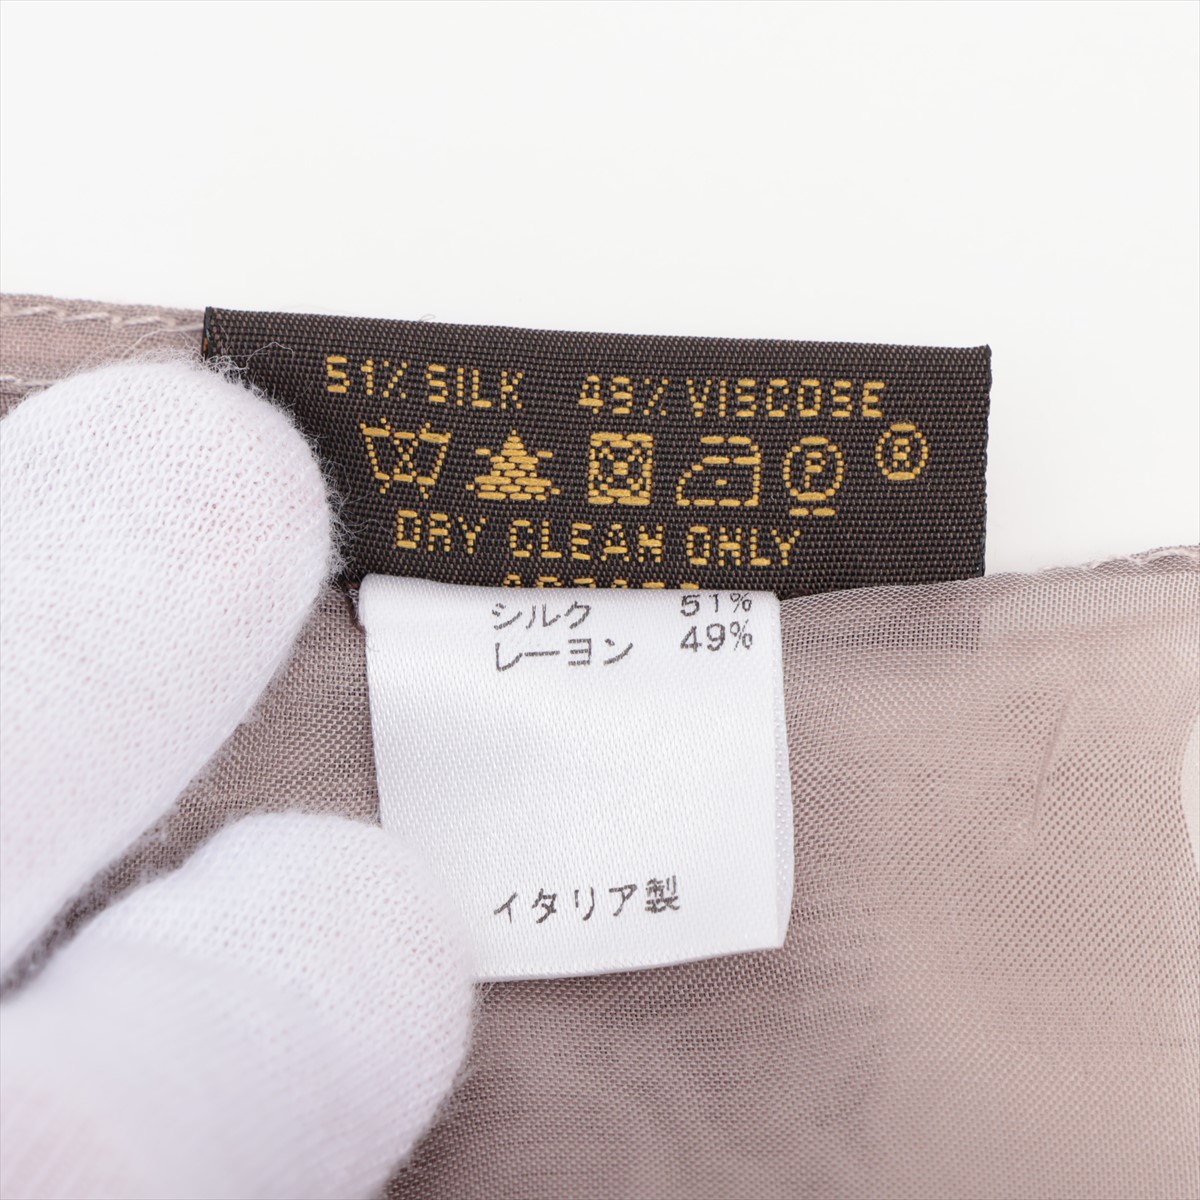 51% SILK 49% VISCOSE
P R
DRY CLEAN ONLY
シルク 51%
レーヨン 49%
イタリア製